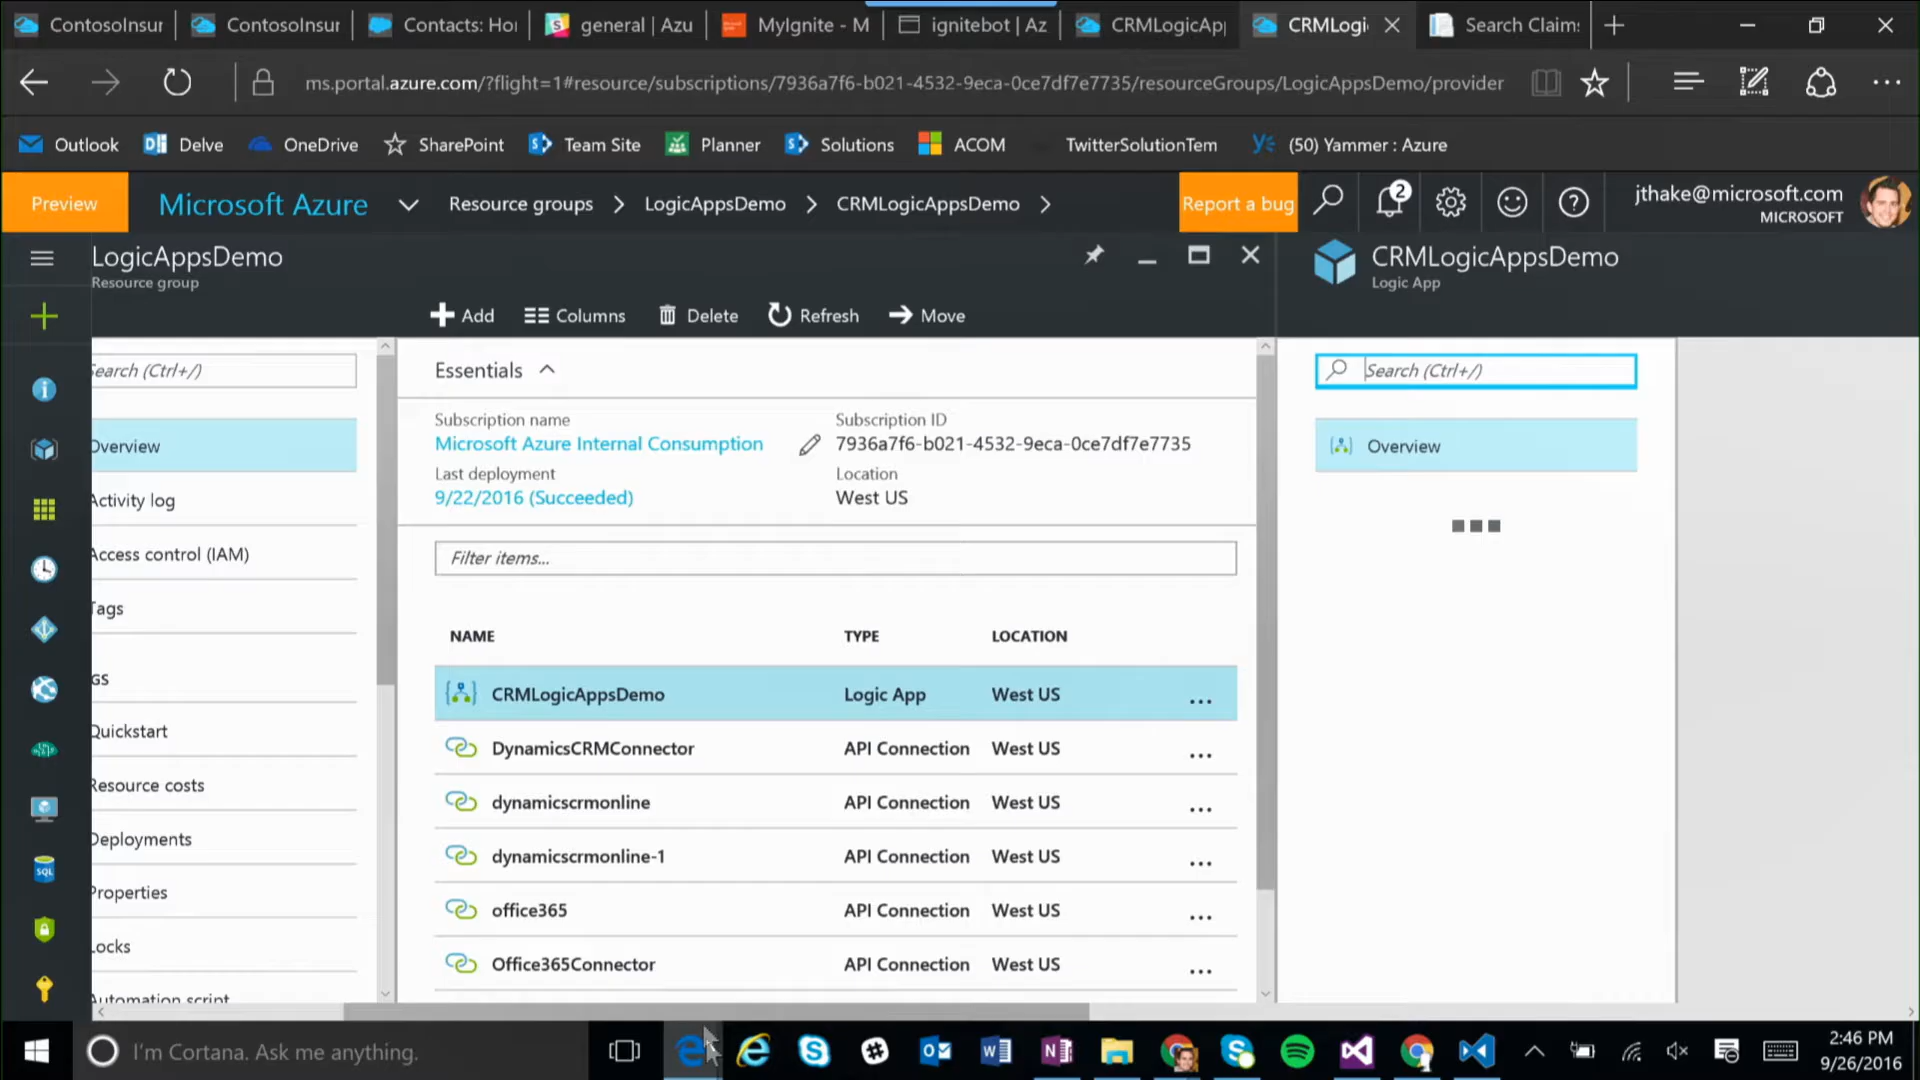 ContosoInsur
ContosoInsur
Contacts: Ho
general | Azu
MyIgnite - M
ignitebot | Az
CRMLogicAp
CRMLogi
Search Claim
ms.portal.azure.com/?flight=1#resource/subscriptions/7936a7f6-b021-4532-9eca-0ce7df7e7735/resourceGroups/LogicAppsDemo/provider
Outlook
Delve
OneDrive
SharePoint
Team Site
Planner
Solutions
ACOM
TwitterSolutionTem
(50) Yammer : Azure
Preview
Microsoft Azure
Resource groups
LogicAppsDemo
CRMLogicAppsDemo
Report a bug
2
jthake@microsoft.com
MICROSOFT
LogicAppsDemo
Resource group
Add
Columns
Delete
Refresh
Move
Search (Ctrl+/)
Overview
Activity log
Access control (IAM)
Tags
gs
Quickstart
Resource costs
Deployments
Properties
Locks
Automation script
Essentials
Subscription name
Microsoft Azure Internal Consumption
Last deployment
9/22/2016 (Succeeded)
Subscription ID
7936a7f6-b021-4532-9eca-0ce7df7e7735
Location
West US
Filter items...
NAME TYPE LOCATION
CRMLogicAppsDemo Logic App West US ...
DynamicsCRMConnector API Connection West US ...
dynamicscrmonline API Connection West US ...
dynamicscrmonline-1 API Connection West US ...
office365 API Connection West US ...
Office365Connector API Connection West US ...
CRMLogicAppsDemo
Logic App
Search (Ctrl+/)
Overview
SQL
I'm Cortana. Ask me anything.
2:46 PM
9/26/2016